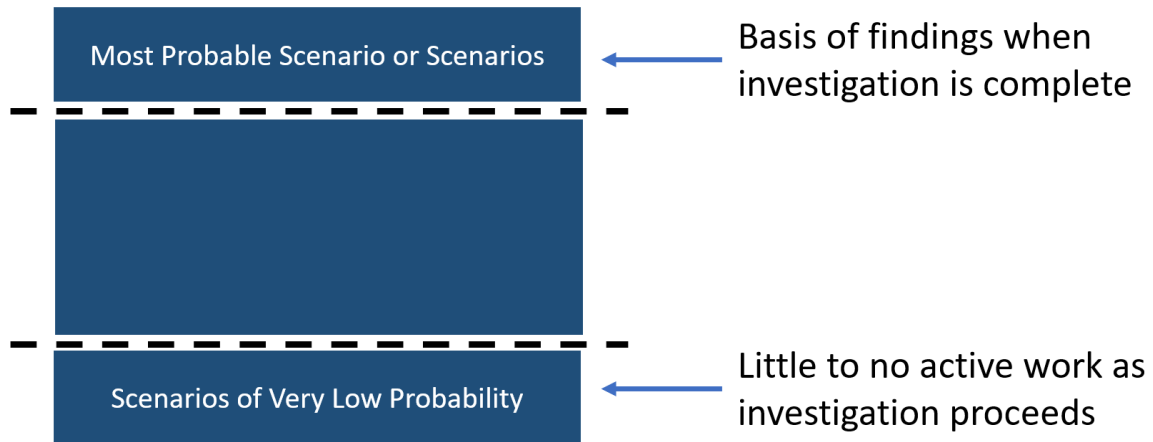 Most Probable Scenario or Scenarios
Basis of findings when
investigation is complete
Scenarios of Very Low Probability
Little to no active work as
investigation proceeds